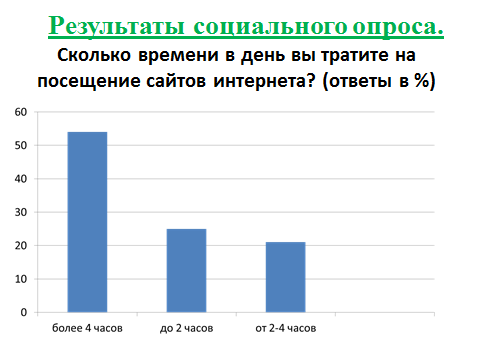 Результаты социального опроса.
Сколько времени в день вы тратите на
посещение сайтов интернета? (ответы в %)
60
50
40
30
20
10
0
более 4 часов до 2 часов от 2-4 часов